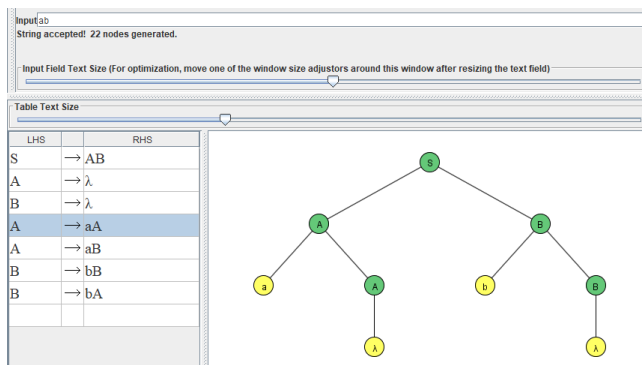 Input ab
String accepted! 22 nodes generated.
Input Field Text Size (For optimization, move one of the window size adjustors around this window after resizing the text field)
Table Text Size
LHS RHS
S → AB
A → λ
B → λ
A → aA
A → aB
B → bB
B → bA
S
A B
a A b B
λ λ